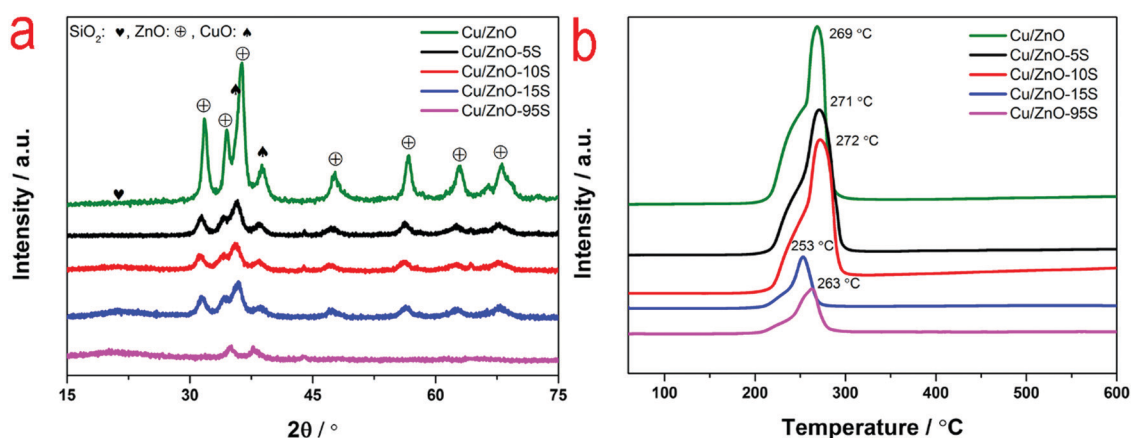 a
SiO2: ♥, ZnO: ⊕, CuO: ♠
Cu/ZnO
Cu/ZnO-5S
Cu/ZnO-10S
Cu/ZnO-15S
Cu/ZnO-95S
Intensity / a.u.
15 30 45 60 75
2θ / °
b
269 °C
271 °C
272 °C
253 °C
263 °C
Cu/ZnO
Cu/ZnO-5S
Cu/ZnO-10S
Cu/ZnO-15S
Cu/ZnO-95S
Intensity / a.u.
100 200 300 400 500 600
Temperature / °C